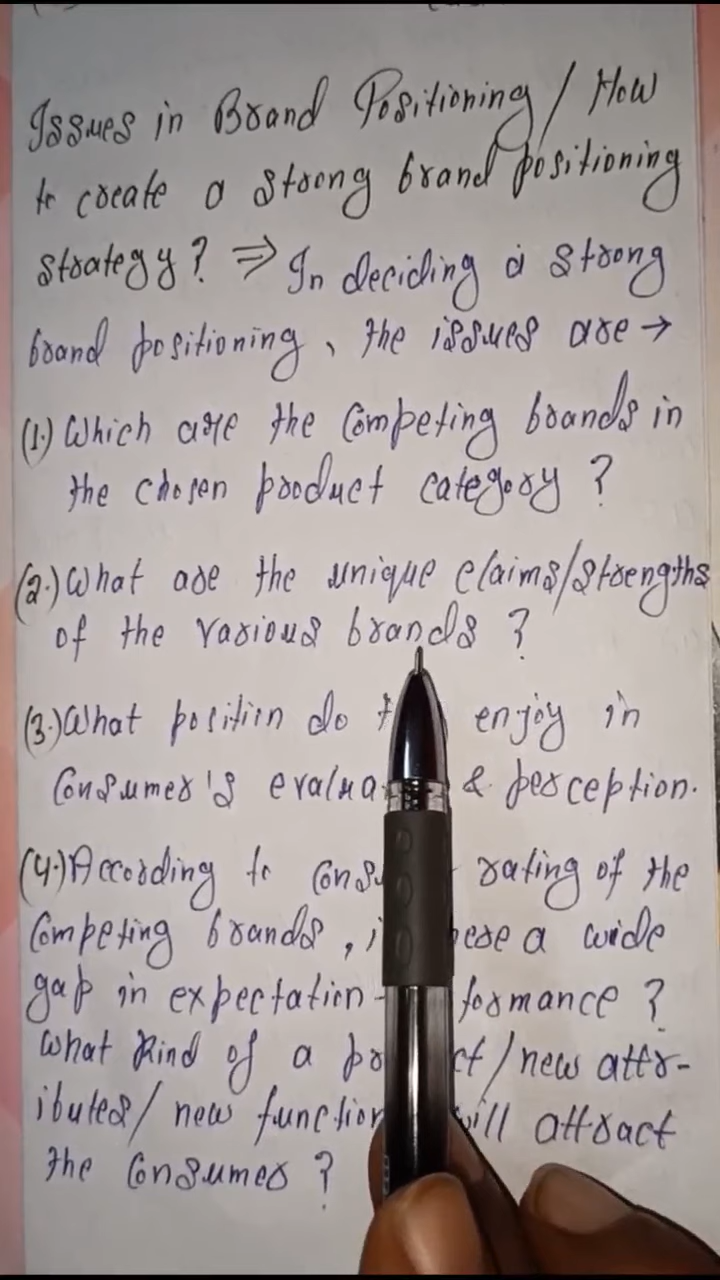 Issues in Brand Positioning / How
to create a strong brand positioning
strategy? ⇒ In deciding a strong
brand positioning, the issues are →
(1.) Which are the Competing brands in
the chosen product category?
(2.) What are the unique claims/strengths
of the various brands?
(3.) What position do enjoy in
Consumer's & perception.
(4.) According to rating of the
Competing brands, a wide
gap in expectation-
What kind of a /new attr-
ibutes/ new function will attract
the Consumer?